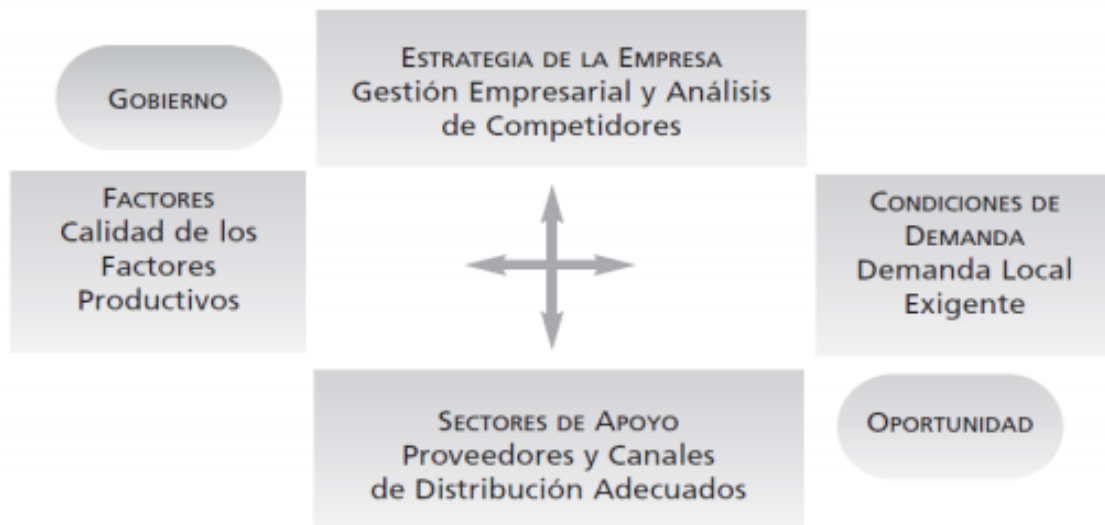 GOBIERNO
ESTRATEGIA DE LA EMPRESA
Gestión Empresarial y Análisis
de Competidores
FACTORES
Calidad de los
Factores
Productivos
CONDICIONES DE
DEMANDA
Demanda Local
Exigente
SECTORES DE APOYO
Proveedores y Canales
de Distribución Adecuados
OPORTUNIDAD